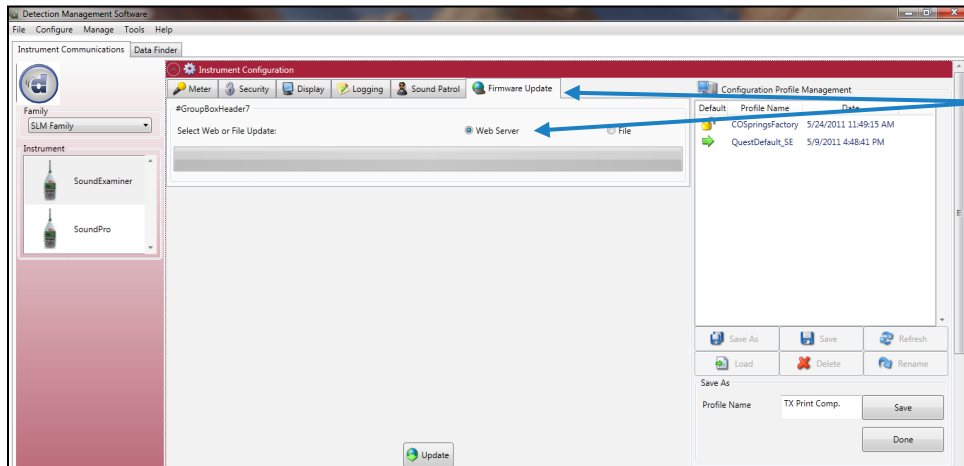 Detection Management Software
File Configure Manage Tools Help
Instrument Communications Data Finder
d
Family
SLM Family
Instrument
SoundExaminer
SoundPro
Instrument Configuration
Meter Security Display Logging Sound Patrol Firmware Update
#GroupBoxHeader7
Select Web or File Update: Web Server File
Update
Configuration Profile Management
Default Profile Name Date
COSpringsFactory 5/24/2011 11:49:15 AM
QuestDefault_SE 5/9/2011 4:48:41 PM
Save As Save Refresh
Load Delete Rename
Save As
Profile Name TX Print Comp. Save
Done